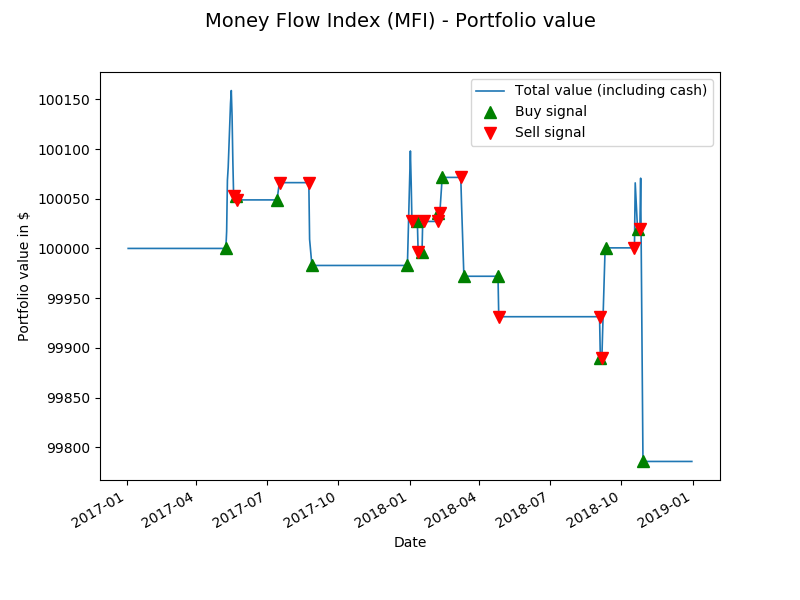 Money Flow Index (MFI) - Portfolio value
Total value (including cash)
Buy signal
Sell signal
Portfolio value in $
100150
100100
100050
100000
99950
99900
99850
99800
2017-01
2017-04
2017-07
2017-10
2018-01
2018-04
2018-07
2018-10
2019-01
Date